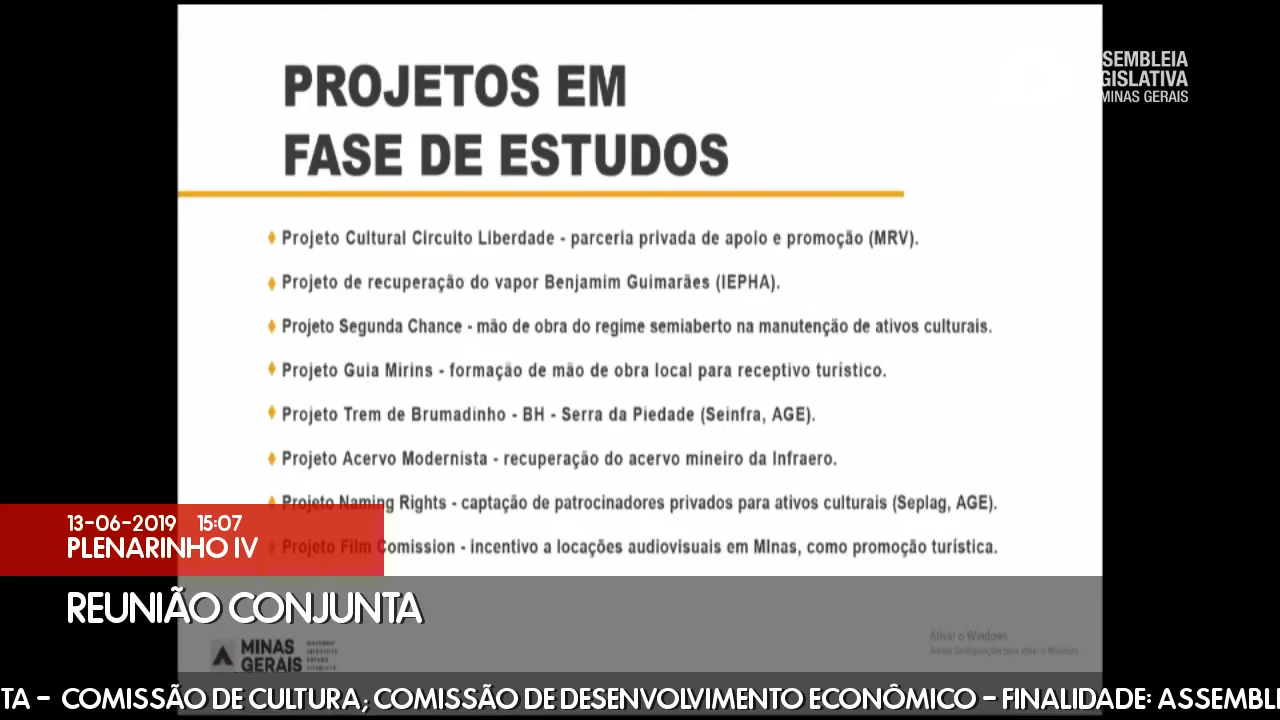 PROJETOS EM
FASE DE ESTUDOS
SEMBLEIA
GISLATIVA
MINAS GERAIS
Projeto Cultural Circuito Liberdade - parceria privada de apoio e promoção (MRV).
Projeto de recuperação do vapor Benjamim Guimarães (IEPHA).
Projeto Segunda Chance - mão de obra do regime semiaberto na manutenção de ativos culturais.
Projeto Guia Mirins - formação de mão de obra local para receptivo turístico.
Projeto Trem de Brumadinho - BH - Serra da Piedade (Seinfra, AGE).
Projeto Acervo Modernista - recuperação do acervo mineiro da Infraero.
Projeto Naming Rights - captação de patrocinadores privados para ativos culturais (Seplag, AGE).
Projeto Film Comission - incentivo a locações audiovisuais em MInas, como promoção turística.
13-06-2019 15:07
PLENARINHO IV
REUNIÃO CONJUNTA
MINAS
GERAIS
Ativar o Windows
Acesse Configurações para ativar o Windows.
TA - COMISSÃO DE CULTURA; COMISSÃO DE DESENVOLVIMENTO ECONÔMICO - FINALIDADE: ASSEMBL